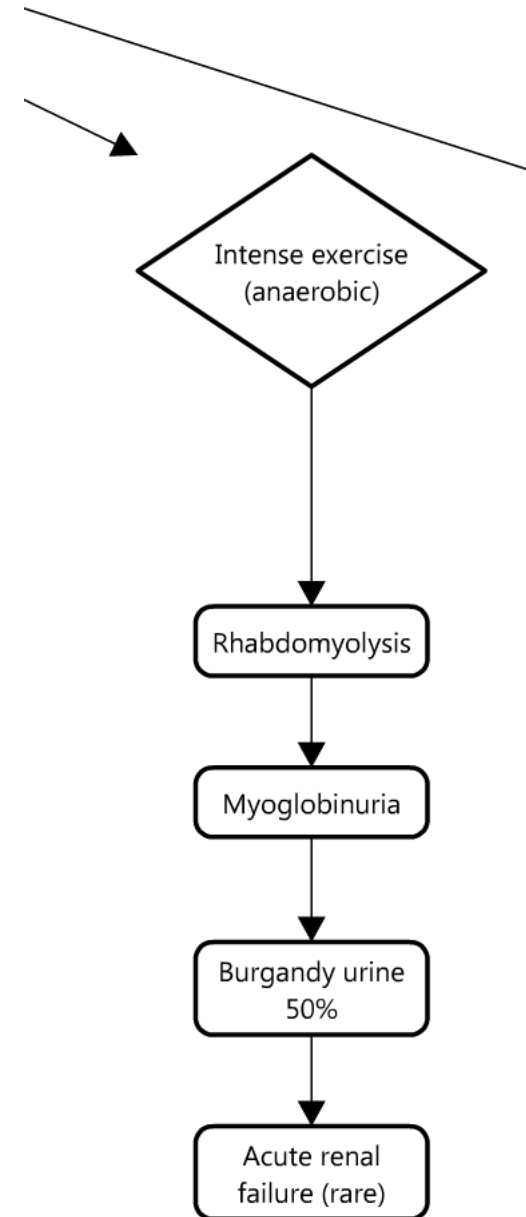 Intense exercise
(anaerobic)
Rhabdomyolysis
Myoglobinuria
Burgandy urine
50%
Acute renal
failure (rare)